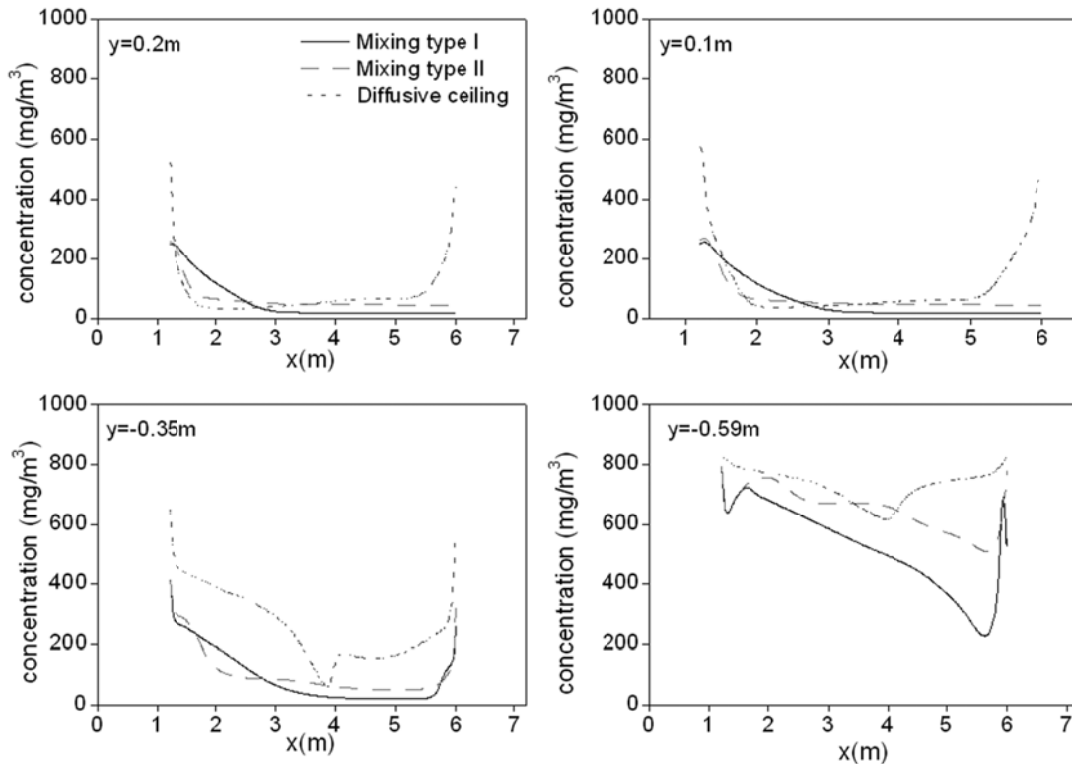 1000
800
600
400
200
0
concentration (mg/m³)
y=0.2m
Mixing type I
Mixing type II
Diffusive ceiling
0 1 2 3 4 5 6 7
x(m)
1000
800
600
400
200
0
concentration (mg/m³)
y=0.1m
1 2 3 4 5 6
x(m)
1000
800
600
400
200
0
concentration (mg/m³)
y=-0.35m
0 1 2 3 4 5 6 7
x(m)
1000
800
600
400
200
0
concentration (mg/m³)
y=-0.59m
0 1 2 3 4 5 6 7
x(m)